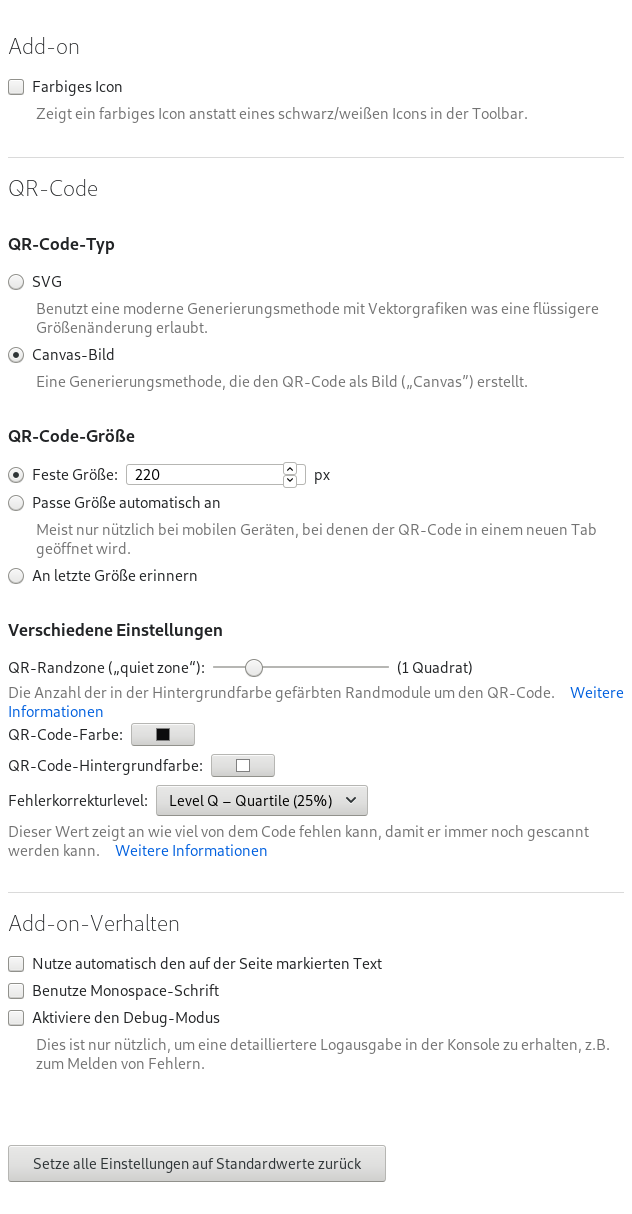 Add-on
Farbiges Icon
Zeigt ein farbiges Icon anstatt eines schwarz/weißen Icons in der Toolbar.
QR-Code
QR-Code-Typ
SVG
Benutzt eine moderne Generierungsmethode mit Vektorgrafiken was eine flüssigere
Größenänderung erlaubt.
Canvas-Bild
Eine Generierungsmethode, die den QR-Code als Bild („Canvas”) erstellt.
QR-Code-Größe
Feste Größe: 220 px
Passe Größe automatisch an
Meist nur nützlich bei mobilen Geräten, bei denen der QR-Code in einem neuen Tab
geöffnet wird.
An letzte Größe erinnern
Verschiedene Einstellungen
QR-Randzone („quiet zone“): (1 Quadrat)
Die Anzahl der in der Hintergrundfarbe gefärbten Randmodule um den QR-Code. Weitere
Informationen
QR-Code-Farbe:
QR-Code-Hintergrundfarbe:
Fehlerkorrekturlevel: Level Q – Quartile (25%)
Dieser Wert zeigt an wie viel von dem Code fehlen kann, damit er immer noch gescannt
werden kann. Weitere Informationen
Add-on-Verhalten
Nutze automatisch den auf der Seite markierten Text
Benutze Monospace-Schrift
Aktiviere den Debug-Modus
Dies ist nur nützlich, um eine detailliertere Logausgabe in der Konsole zu erhalten, z.B.
zum Melden von Fehlern.
Setze alle Einstellungen auf Standardwerte zurück